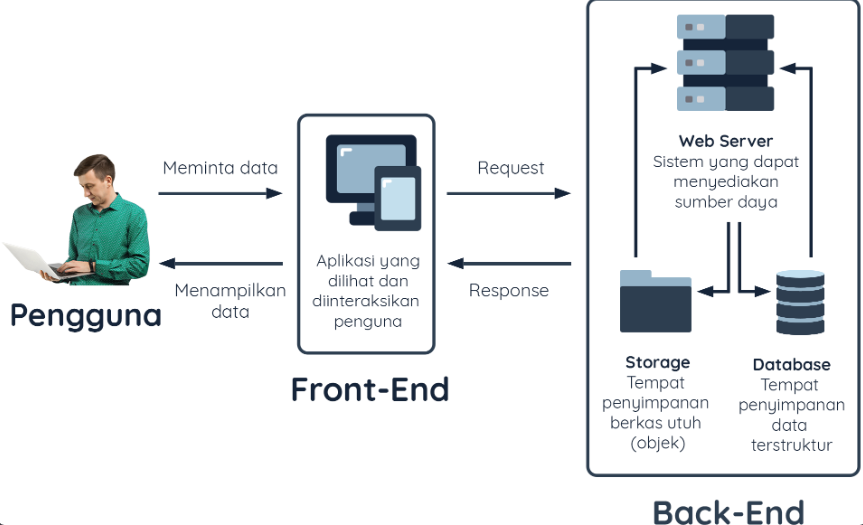 Meminta data
Menampilkan
data
Pengguna
Aplikasi yang
dilihat dan
diinteraksikan
penguna
Front-End
Request
Response
Web Server
Sistem yang dapat
menyediakan
sumber daya
Storage
Tempat
penyimpanan
berkas utuh
(objek)
Database
Tempat
penyimpanan
data
terstruktur
Back-End